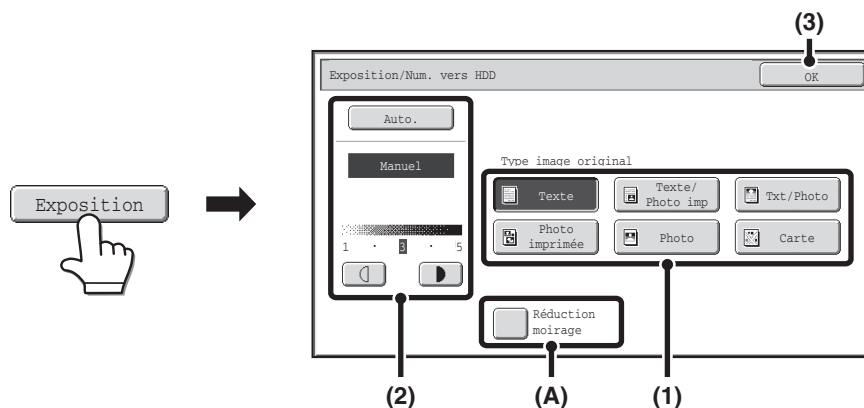 (3)
Exposition/Num. vers HDD
OK
Auto.
Manuel
1 · 3 · 5
Type image original
Texte
Texte/
Photo imp
Txt/Photo
Photo
imprimée
Photo
Carte
Exposition
Réduction
moirage
(2)
(A)
(1)